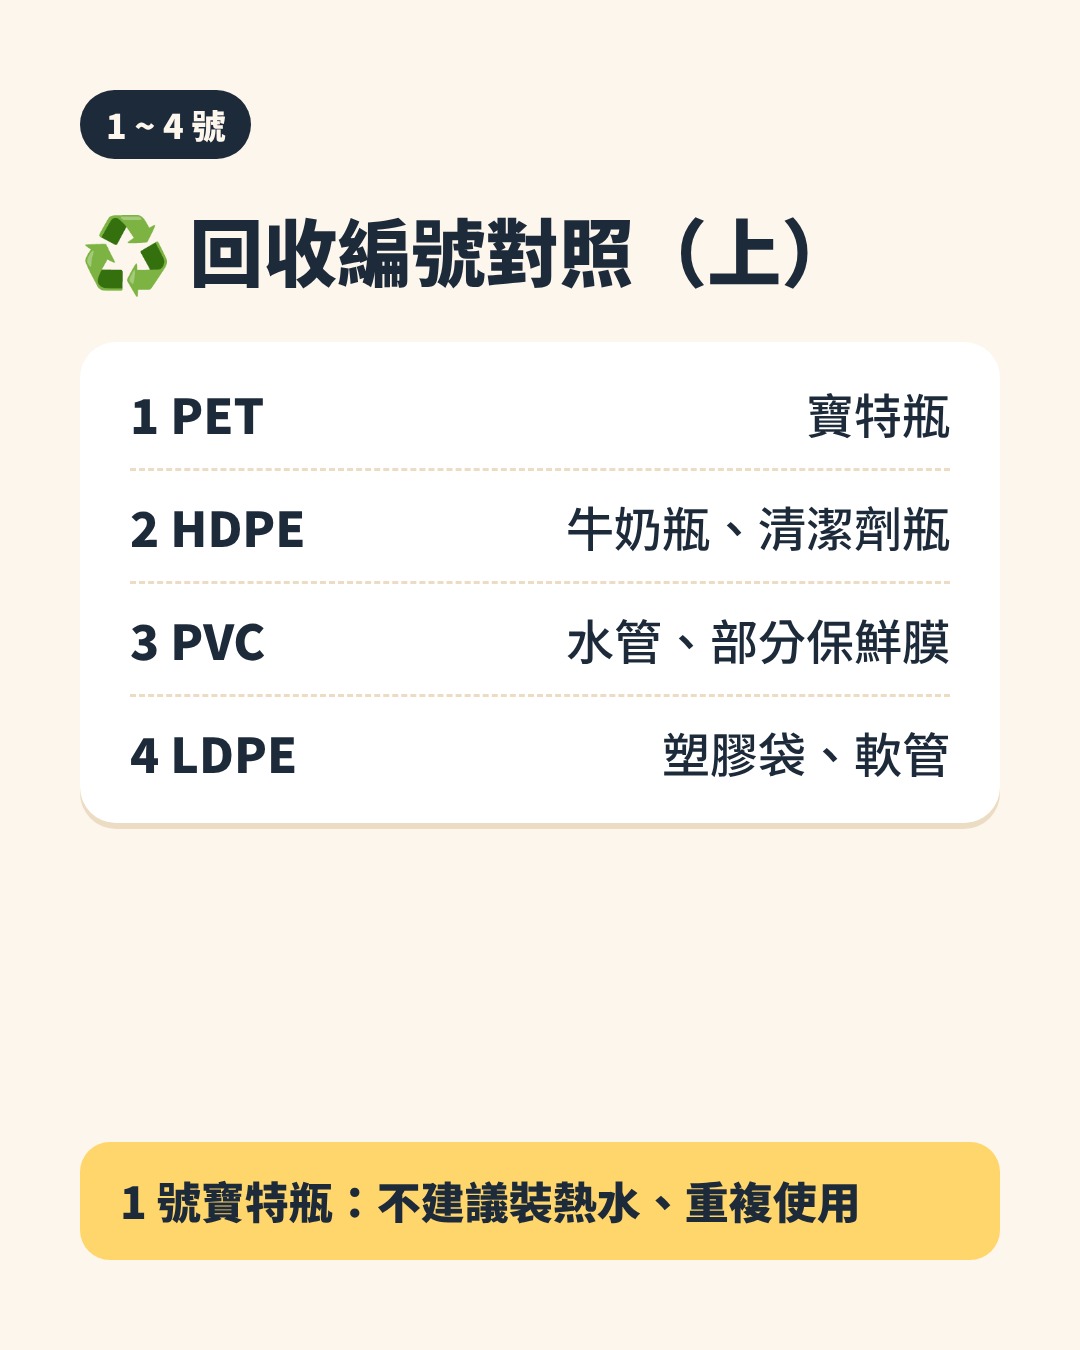 1 ~ 4 號
♻️ 回收編號對照（上）
1 PET 寶特瓶
2 HDPE 牛奶瓶、清潔劑瓶
3 PVC 水管、部分保鮮膜
4 LDPE 塑膠袋、軟管
1 號寶特瓶：不建議裝熱水、重複使用